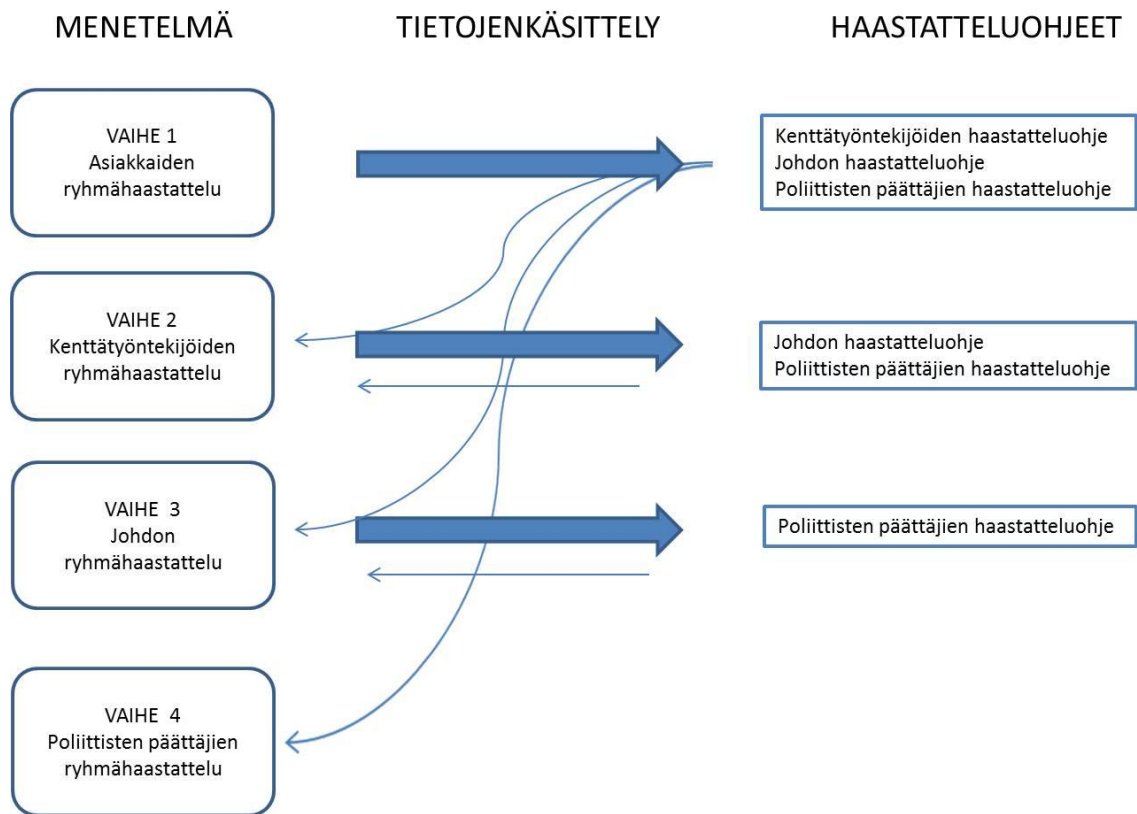 MENETELMÄ
TIETOJENKÄSITTELY
HAASTATTELUOHJEET
VAIHE 1
Asiakkaiden
ryhmähaastattelu
Kenttätyöntekijöiden haastatteluohje
Johdon haastatteluohje
Poliittisten päättäjien haastatteluohje
VAIHE 2
Kenttätyöntekijöiden
ryhmähaastattelu
Johdon haastatteluohje
Poliittisten päättäjien haastatteluohje
VAIHE 3
Johdon
ryhmähaastattelu
Poliittisten päättäjien haastatteluohje
VAIHE 4
Poliittisten päättäjien
ryhmähaastattelu